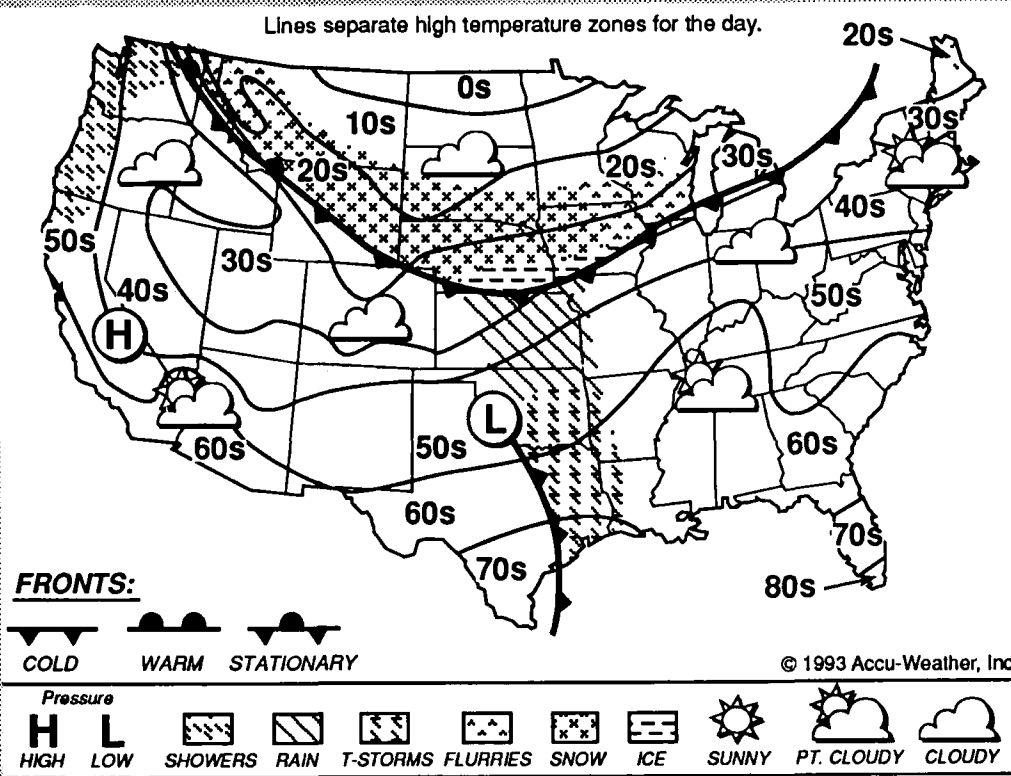 Lines separate high temperature zones for the day.
20s
0s
10s
30s
20s
20s
30s
40s
50s
30s
40s
50s
H
L
60s
50s
60s
60s
70s
70s
80s
FRONTS:
COLD WARM STATIONARY
© 1993 Accu-Weather, Inc
Pressure
H L
HIGH LOW SHOWERS RAIN T-STORMS FLURRIES SNOW ICE SUNNY PT. CLOUDY CLOUDY